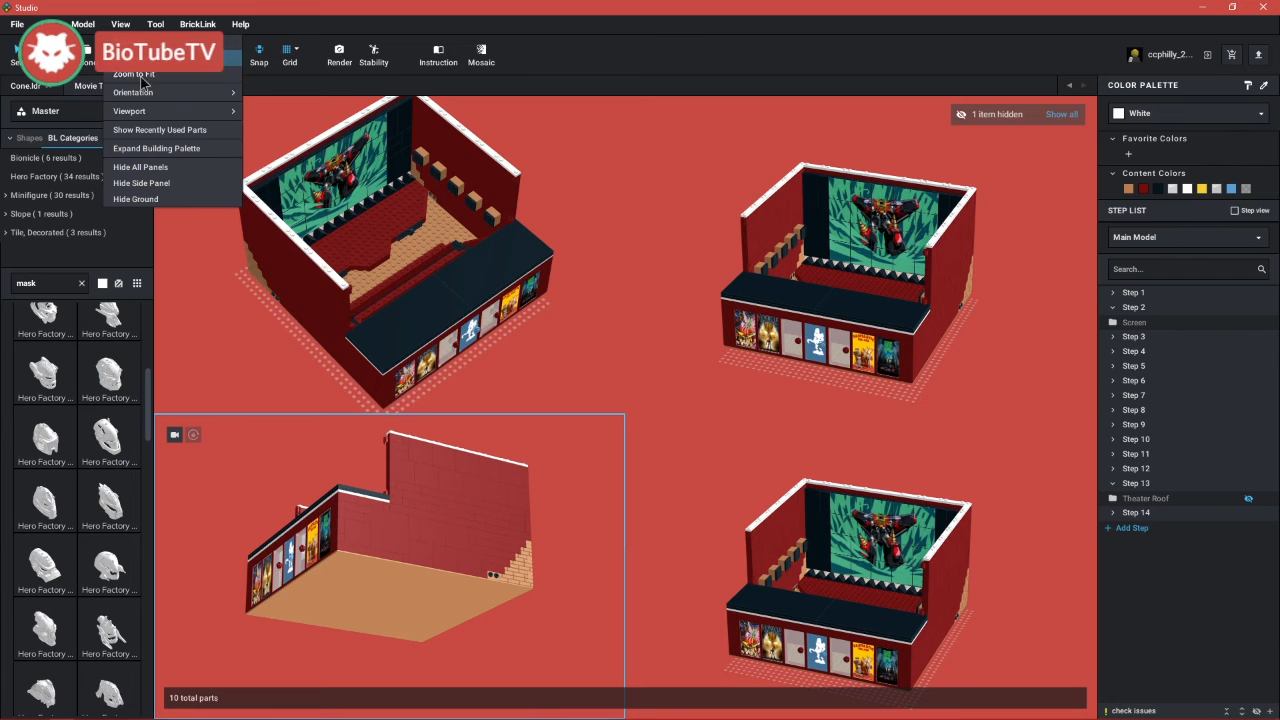 Studio
File
Model
View
Tool
BrickLink
Help
BioTubeTV
Snap
Grid
Render
Stability
Instruction
Mosaic
ccphilly_2...
Zoom to Fit
Orientation
Viewport
Show Recently Used Parts
Expand Building Palette
Hide All Panels
Hide Side Panel
Hide Ground
Cone.ldr
Movie T
Master
Shapes
BL Categories
Bionicle ( 6 results )
Hero Factory ( 34 results )
Minifigure ( 30 results )
Slope ( 1 results )
Tile, Decorated ( 3 results )
mask
Hero Factory ...
Hero Factory ...
Hero Factory ...
Hero Factory ...
Hero Factory ...
Hero Factory ...
Hero Factory ...
Hero Factory ...
Hero Factory ...
Hero Factory ...
Hero Factory ...
Hero Factory ...
1 item hidden
Show all
10 total parts
COLOR PALETTE
White
Favorite Colors
Content Colors
STEP LIST
Step view
Main Model
Search...
Step 1
Step 2
Screen
Step 3
Step 4
Step 5
Step 6
Step 7
Step 8
Step 9
Step 10
Step 11
Step 12
Step 13
Theater Roof
Step 14
+ Add Step
check issues